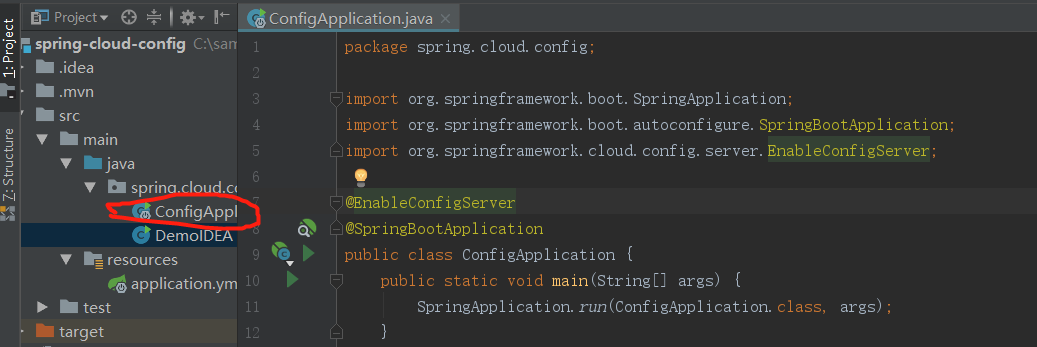 Project
ConfigApplication.java
1: Project
7: Structure
spring-cloud-config C:\sam
.idea
.mvn
src
main
java
spring.cloud.co
ConfigAppl
DemoIDEA
resources
application.ym
test
target
1 package spring.cloud.config;
2
3 import org.springframework.boot.SpringApplication;
4 import org.springframework.boot.autoconfigure.SpringBootApplication;
5 import org.springframework.cloud.config.server.EnableConfigServer;
6
7 @EnableConfigServer
8 @SpringBootApplication
9 public class ConfigApplication {
10 public static void main(String[] args) {
11 SpringApplication.run(ConfigApplication.class, args);
12 }